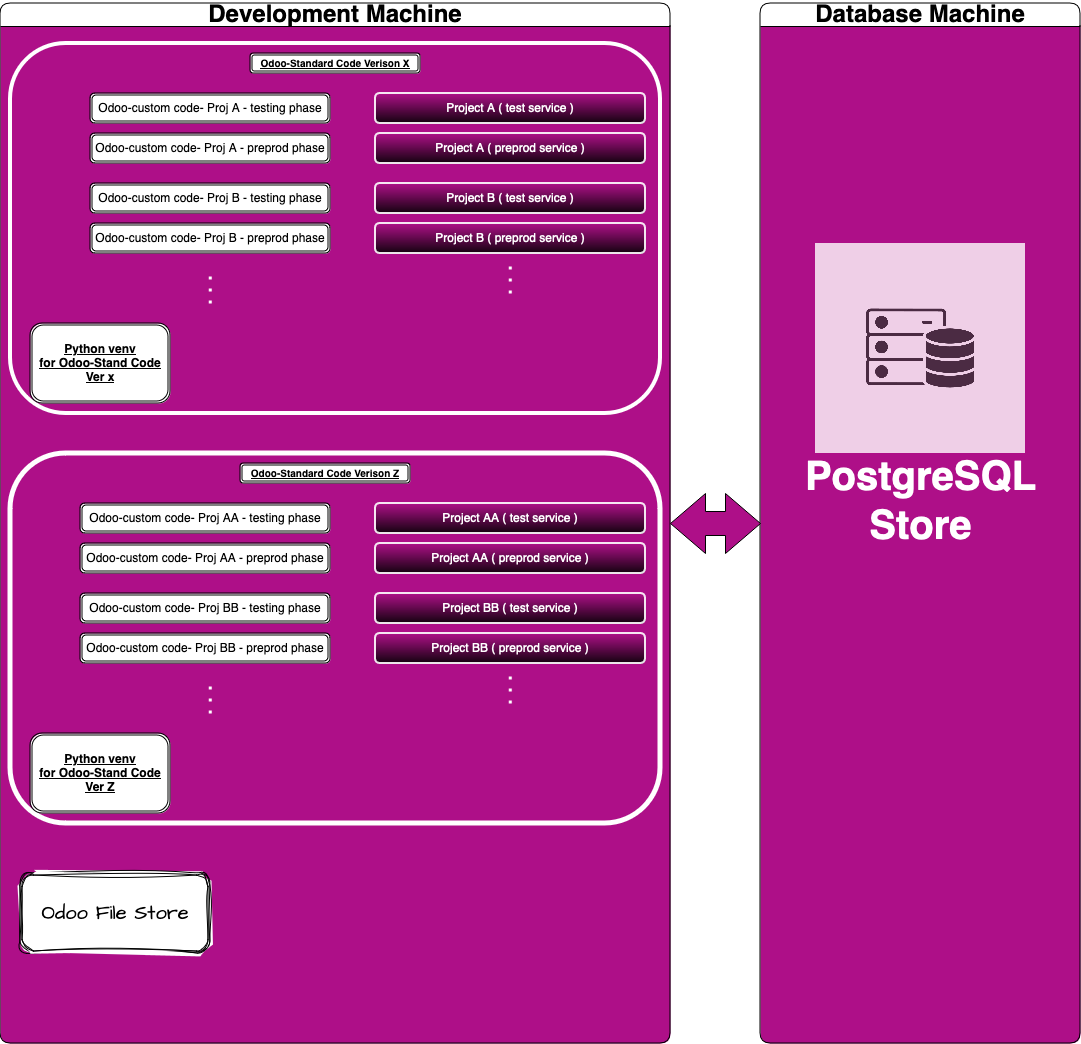 Development Machine
Database Machine
Odoo-Standard Code Verison X
Odoo-custom code- Proj A - testing phase
Project A ( test service )
Odoo-custom code- Proj A - preprod phase
Project A ( preprod service )
Odoo-custom code- Proj B - testing phase
Project B ( test service )
Odoo-custom code- Proj B - preprod phase
Project B ( preprod service )
Python venv
for Odoo-Stand Code
Ver x
Odoo-Standard Code Verison Z
Odoo-custom code- Proj AA - testing phase
Project AA ( test service )
Odoo-custom code- Proj AA - preprod phase
Project AA ( preprod service )
Odoo-custom code- Proj BB - testing phase
Project BB ( test service )
Odoo-custom code- Proj BB - preprod phase
Project BB ( preprod service )
Python venv
for Odoo-Stand Code
Ver Z
Odoo File Store
PostgreSQL
Store